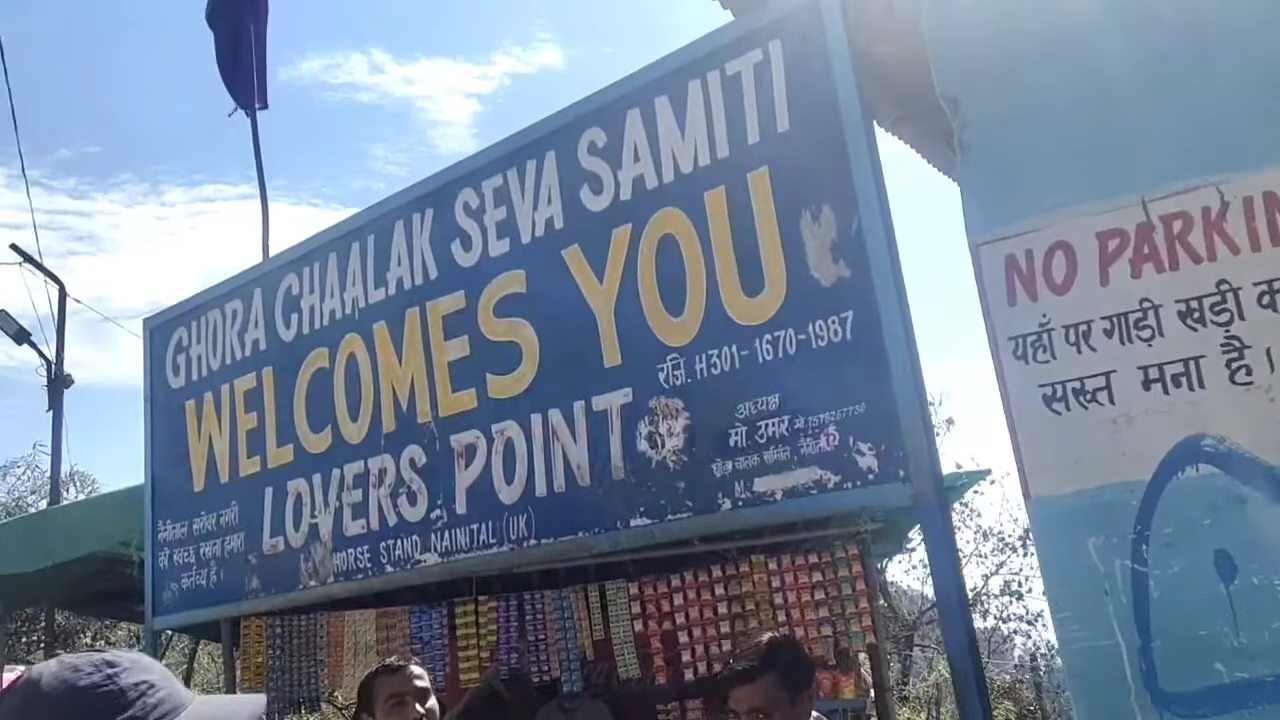 GHORA CHAALAK SEVA SAMITI
WELCOMES YOU
रजि. H301-1670-1987
LOVERS POINT
अध्यक्ष
मो. उमर
घोड़ा चालक समिति, नैनीताल
M.
HORSE STAND NAINITAL (UK)
नैनीताल सरोवर नगरी
को स्वच्छ रखना हमारा
कर्तव्य है।
NO PARKIN
यहाँ पर गाड़ी खड़ी क
सख्त मना है।